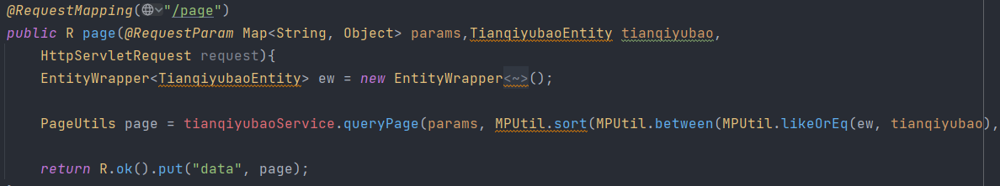 @RequestMapping("/page")
public R page(@RequestParam Map<String, Object> params,TianqiyubaoEntity tianqiyubao,
HttpServletRequest request){
EntityWrapper<TianqiyubaoEntity> ew = new EntityWrapper<~>();
PageUtils page = tianqiyubaoService.queryPage(params, MPUtil.sort(MPUtil.between(MPUtil.likeOrEq(ew, tianqiyubao),
return R.ok().put("data", page);